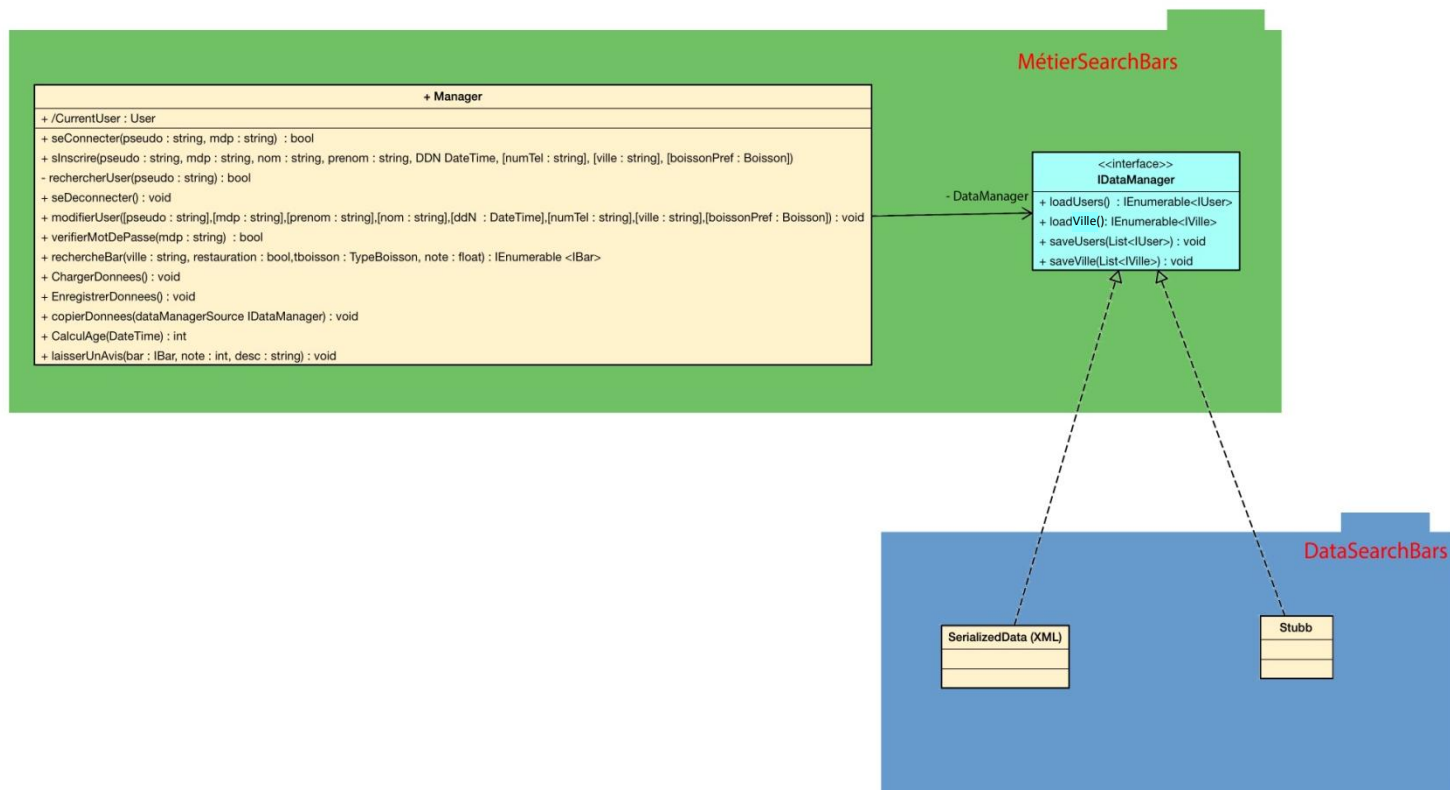 MétierSearchBars
+ Manager
+ /CurrentUser : User
+ seConnecter(pseudo : string, mdp : string) : bool
+ sInscrire(pseudo : string, mdp : string, nom : string, prenom : string, DDN DateTime, [numTel : string], [ville : string], [boissonPref : Boisson])
- rechercherUser(pseudo : string) : bool
+ seDeconnecter() : void
+ modifierUser([pseudo : string],[mdp : string],[prenom : string],[nom : string],[ddN : DateTime],[numTel : string],[ville : string],[boissonPref : Boisson]) : void
+ verifierMotDePasse(mdp : string) : bool
+ rechercheBar(ville : string, restauration : bool,tboisson : TypeBoisson, note : float) : IEnumerable <IBar>
+ ChargerDonnees() : void
+ EnregistrerDonnees() : void
+ copierDonnees(dataManagerSource IDataManager) : void
+ CalculAge(DateTime) : int
+ laisserUnAvis(bar : IBar, note : int, desc : string) : void
- DataManager
<<interface>>
IDataManager
+ loadUsers() : IEnumerable<IUser>
+ loadVille(): IEnumerable<IVille>
+ saveUsers(List<IUser>) : void
+ saveVille(List<IVille>) : void
DataSearchBars
SerializedData (XML)
Stubb